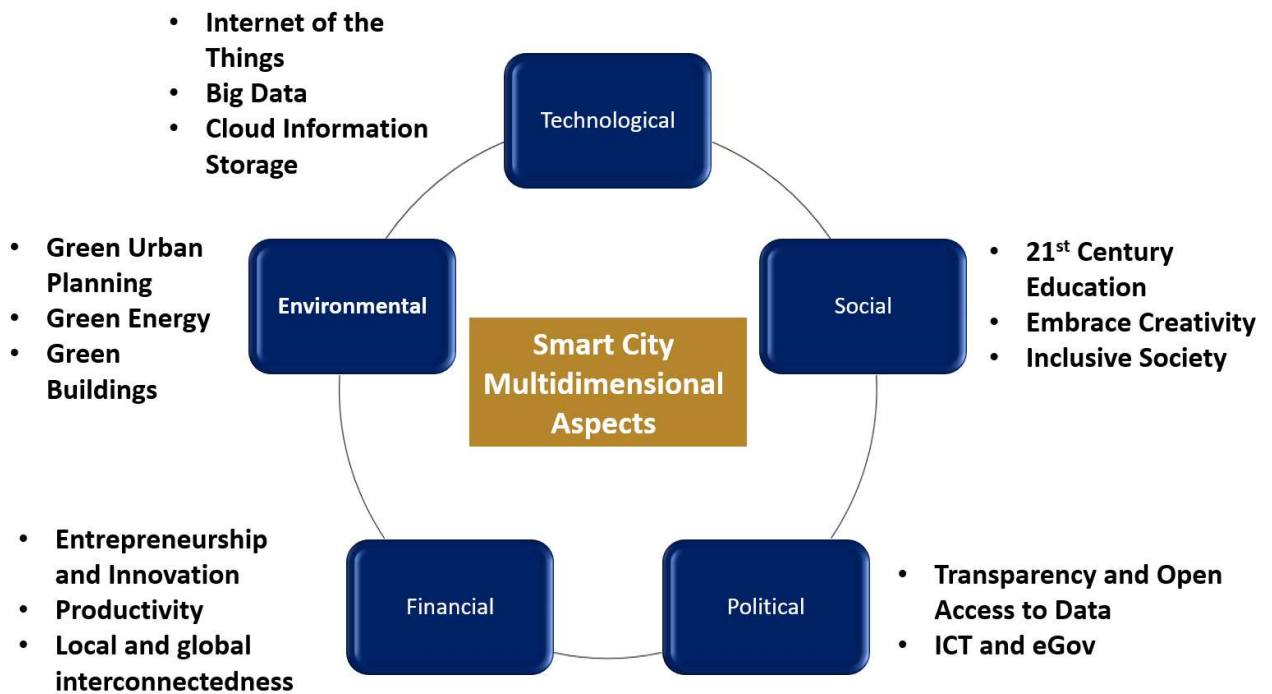 • Internet of the
Things
• Big Data
• Cloud Information
Storage
Technological
• Green Urban
Planning
• Green Energy
• Green
Buildings
Environmental
Smart City
Multidimensional
Aspects
Social
• 21st Century
Education
• Embrace Creativity
• Inclusive Society
• Entrepreneurship
and Innovation
• Productivity
• Local and global
interconnectedness
Financial
Political
• Transparency and Open
Access to Data
• ICT and eGov